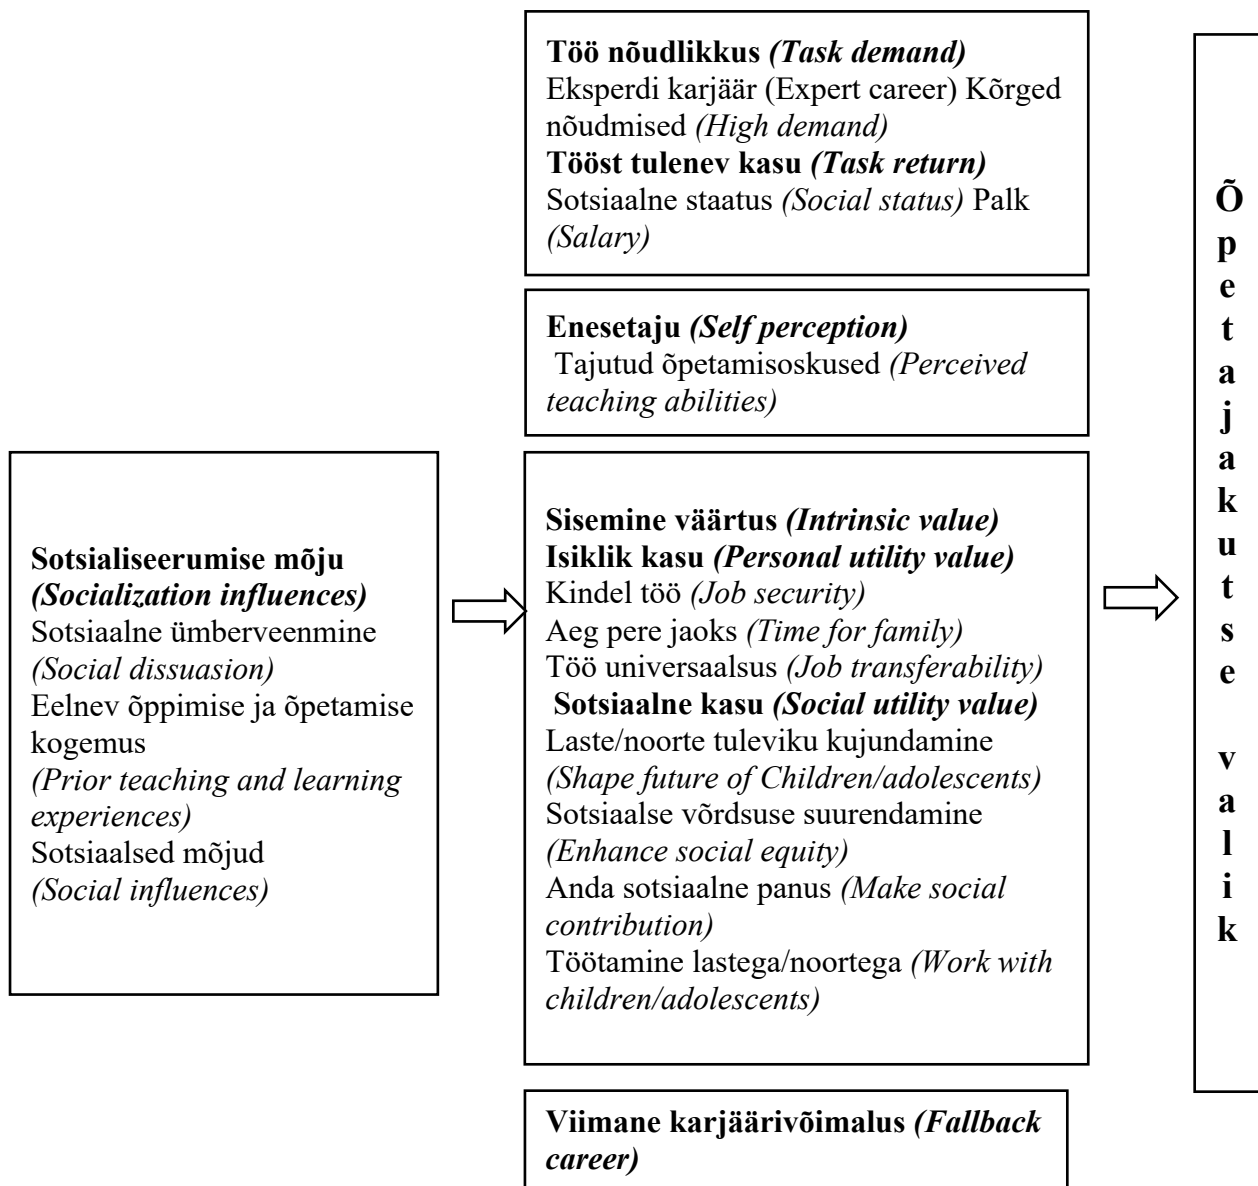 Töö nõudlikkus (Task demand)
Eksperdi karjäär (Expert career) Kõrged
nõudmised (High demand)
Tööst tulenev kasu (Task return)
Sotsiaalne staatus (Social status) Palk
(Salary)
Enesetaju (Self perception)
Tajutud õpetamisoskused (Perceived
teaching abilities)
Sotsialiseerumise mõju
(Socialization influences)
Sotsiaalne ümberveenmine
(Social dissuasion)
Eelnev õppimise ja õpetamise
kogemus
(Prior teaching and learning
experiences)
Sotsiaalsed mõjud
(Social influences)
Sisemine väärtus (Intrinsic value)
Isiklik kasu (Personal utility value)
Kindel töö (Job security)
Aeg pere jaoks (Time for family)
Töö universaalsus (Job transferability)
Sotsiaalne kasu (Social utility value)
Laste/noorte tuleviku kujundamine
(Shape future of Children/adolescents)
Sotsiaalse võrdsuse suurendamine
(Enhance social equity)
Anda sotsiaalne panus (Make social
contribution)
Töötamine lastega/noortega (Work with
children/adolescents)
Viimane karjäärivõimalus (Fallback
career)
Õpetajakutse valik